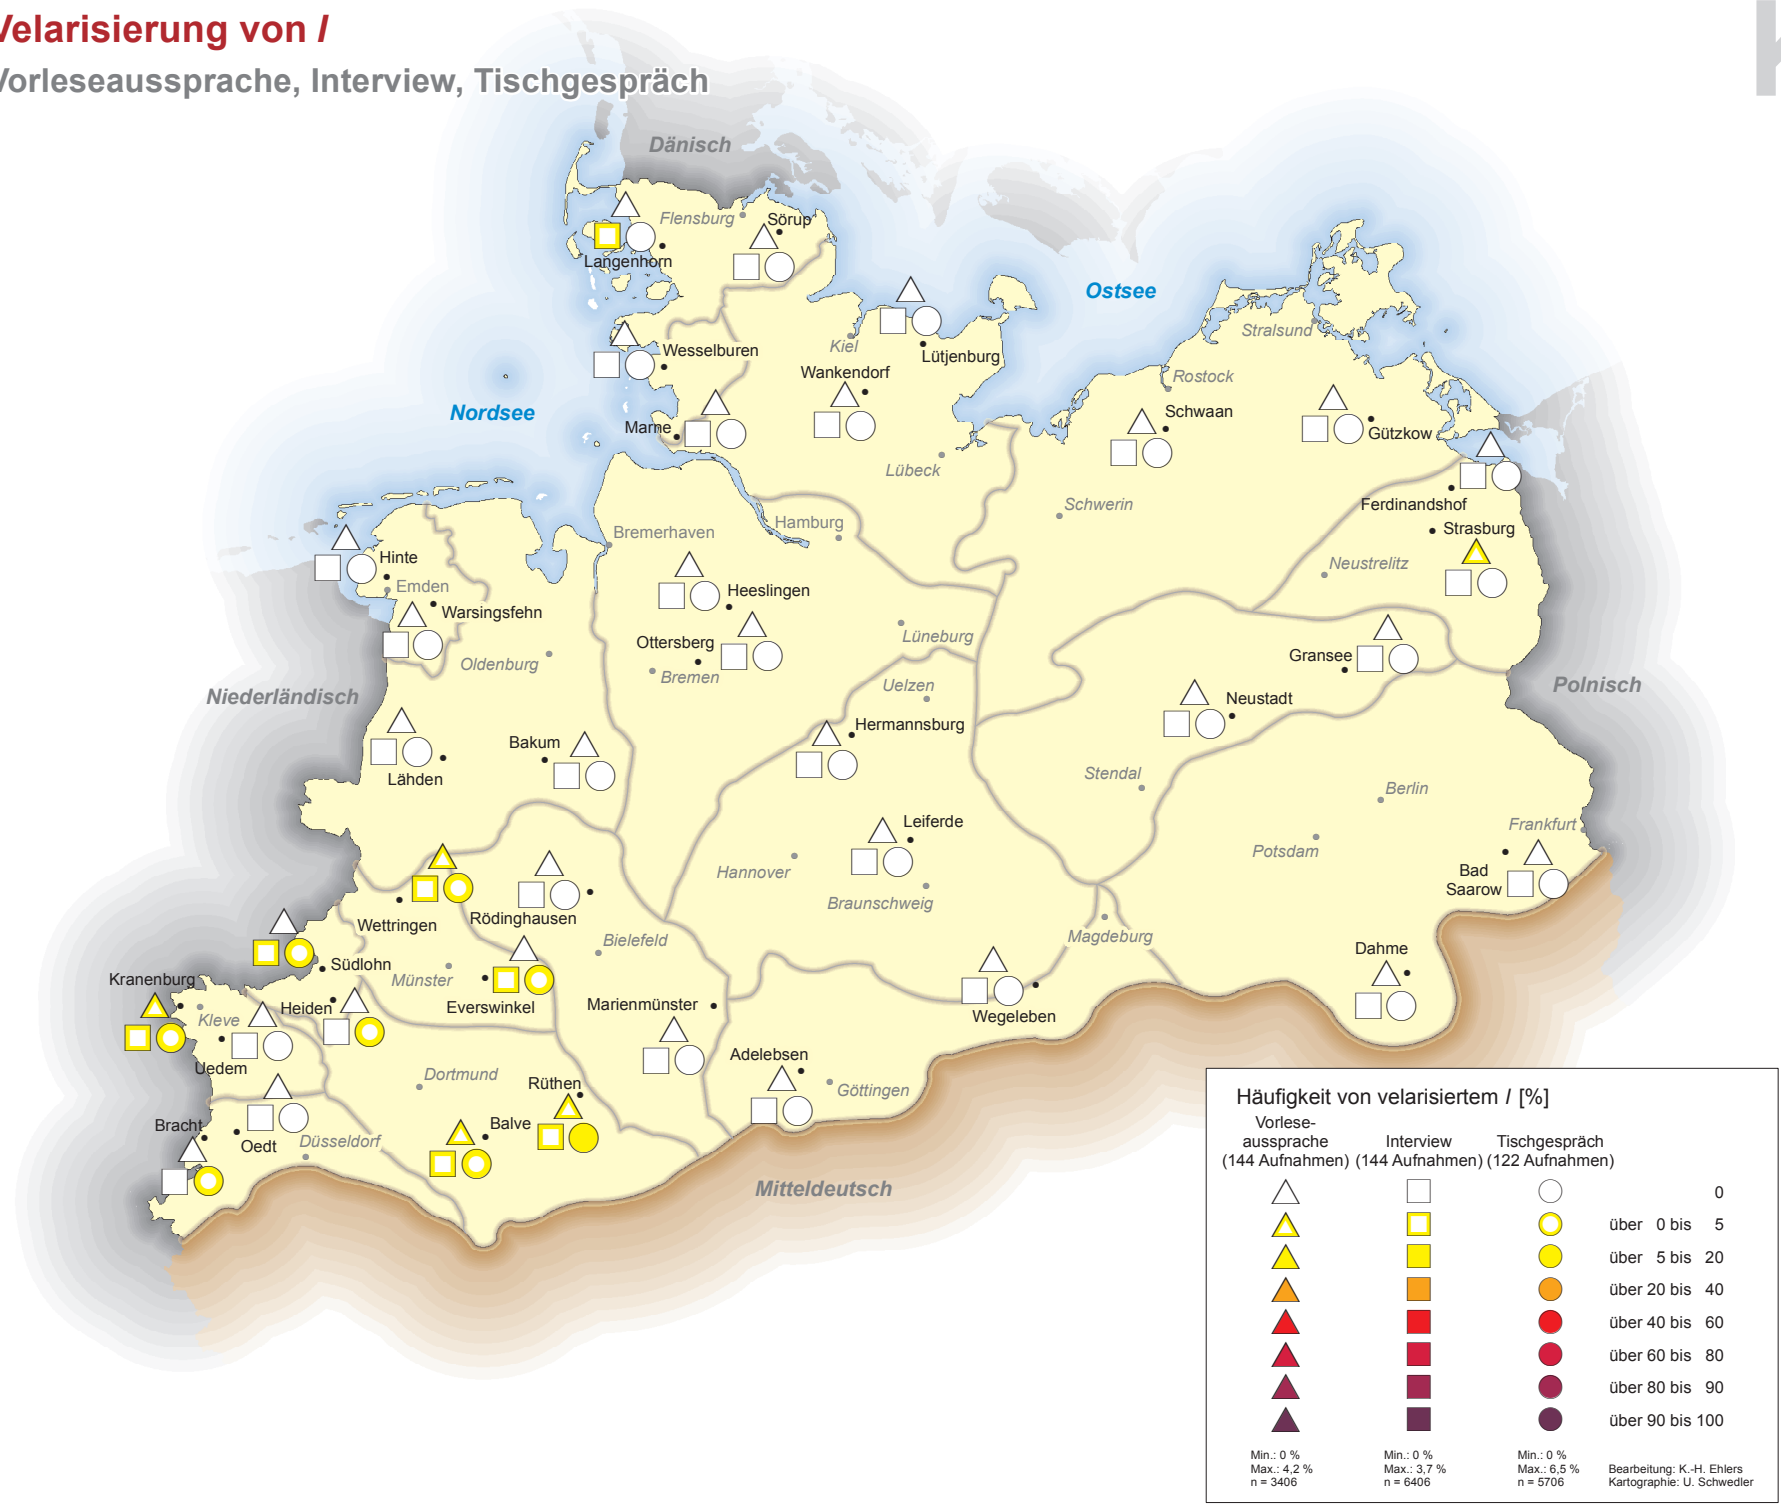 Velarisierung von l
Vorleseaussprache, Interview, Tischgespräch
Dänisch
Flensburg
Sörup
Langenhorn
Ostsee
Stralsund
Kiel
Lütjenburg
Wesselburen
Wankendorf
Rostock
Nordsee
Schwaan
Marne
Gützkow
Lübeck
Ferdinandshof
Schwerin
Hamburg
Strasburg
Bremerhaven
Hinte
Neustrelitz
Emden
Heeslingen
Warsingsfehn
Lüneburg
Ottersberg
Oldenburg
Gransee
Bremen
Uelzen
Polnisch
Niederländisch
Neustadt
Hermannsburg
Bakum
Stendal
Lähden
Berlin
Leiferde
Frankfurt
Potsdam
Hannover
Bad
Saarow
Braunschweig
Rödinghausen
Wettringen
Magdeburg
Bielefeld
Dahme
Südlohn
Kranenburg
Münster
Heiden
Everswinkel
Marienmünster
Wegeleben
Kleve
Adelebsen
Uedem
Dortmund
Rüthen
Göttingen
Bracht
Balve
Oedt
Düsseldorf
Mitteldeutsch
Häufigkeit von velarisiertem l [%]
Vorlese-
aussprache Interview Tischgespräch
(144 Aufnahmen) (144 Aufnahmen) (122 Aufnahmen)
0
über 0 bis 5
über 5 bis 20
über 20 bis 40
über 40 bis 60
über 60 bis 80
über 80 bis 90
über 90 bis 100
Min.: 0 % Min.: 0 % Min.: 0 %
Max.: 4,2 % Max.: 3,7 % Max.: 6,5 % Bearbeitung: K.-H. Ehlers
n = 3406 n = 6406 n = 5706 Kartographie: U. Schwedler